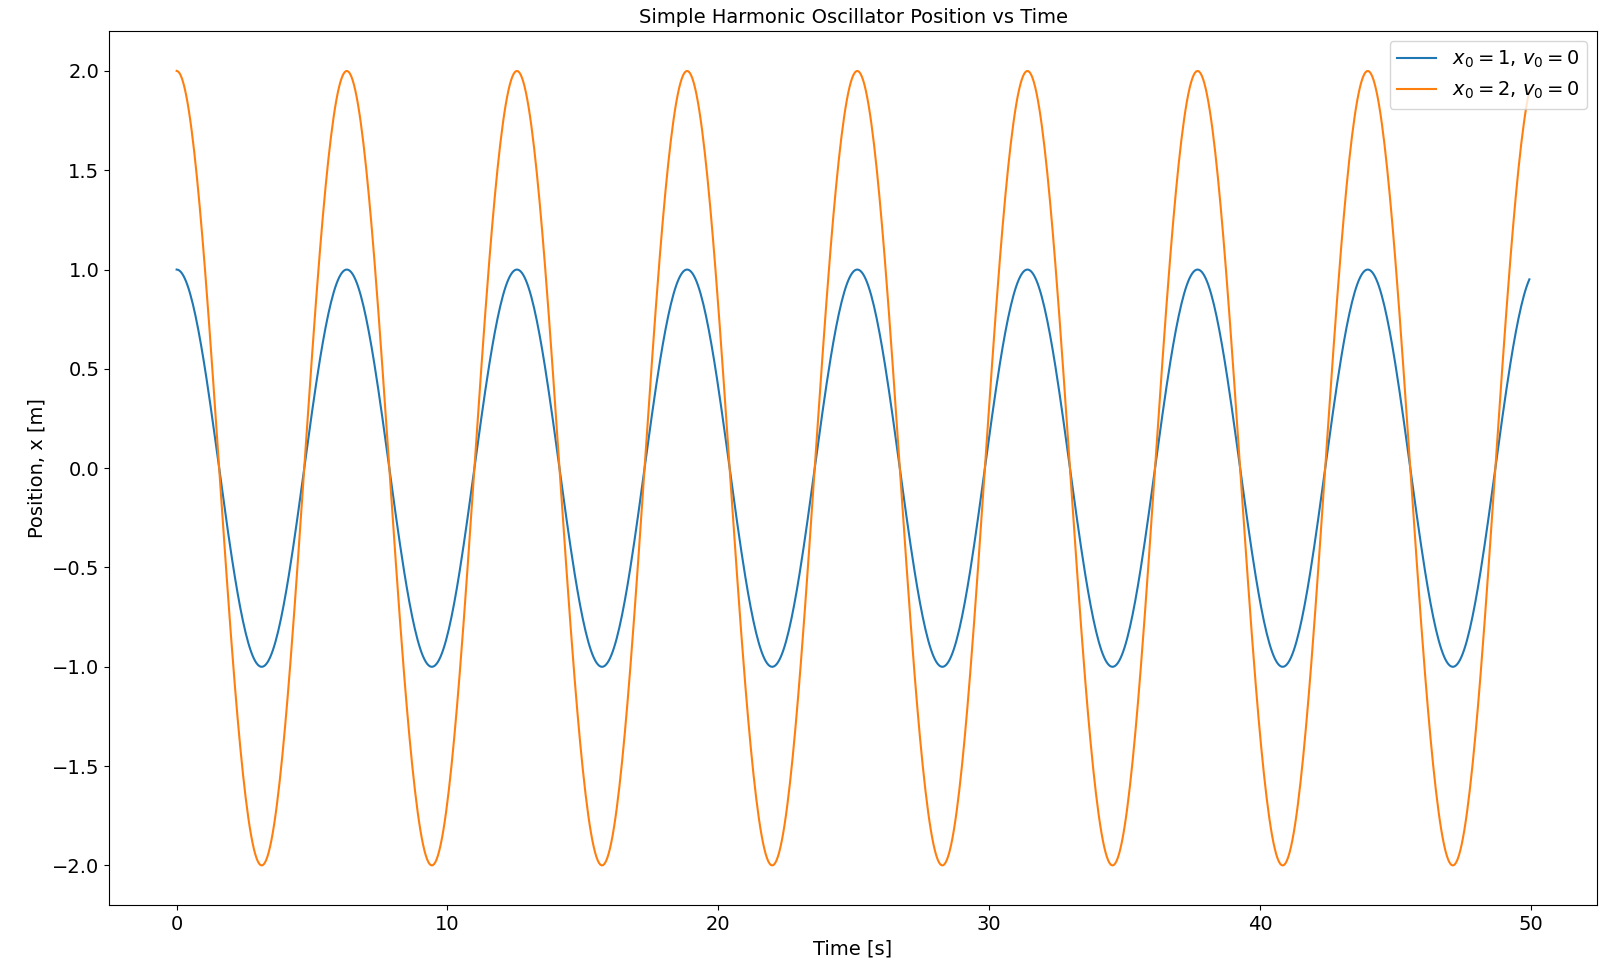 Simple Harmonic Oscillator Position vs Time
x₀ = 1, v₀ = 0
x₀ = 2, v₀ = 0
2.0
1.5
1.0
0.5
0.0
−0.5
−1.0
−1.5
−2.0
Position, x [m]
0 10 20 30 40 50
Time [s]